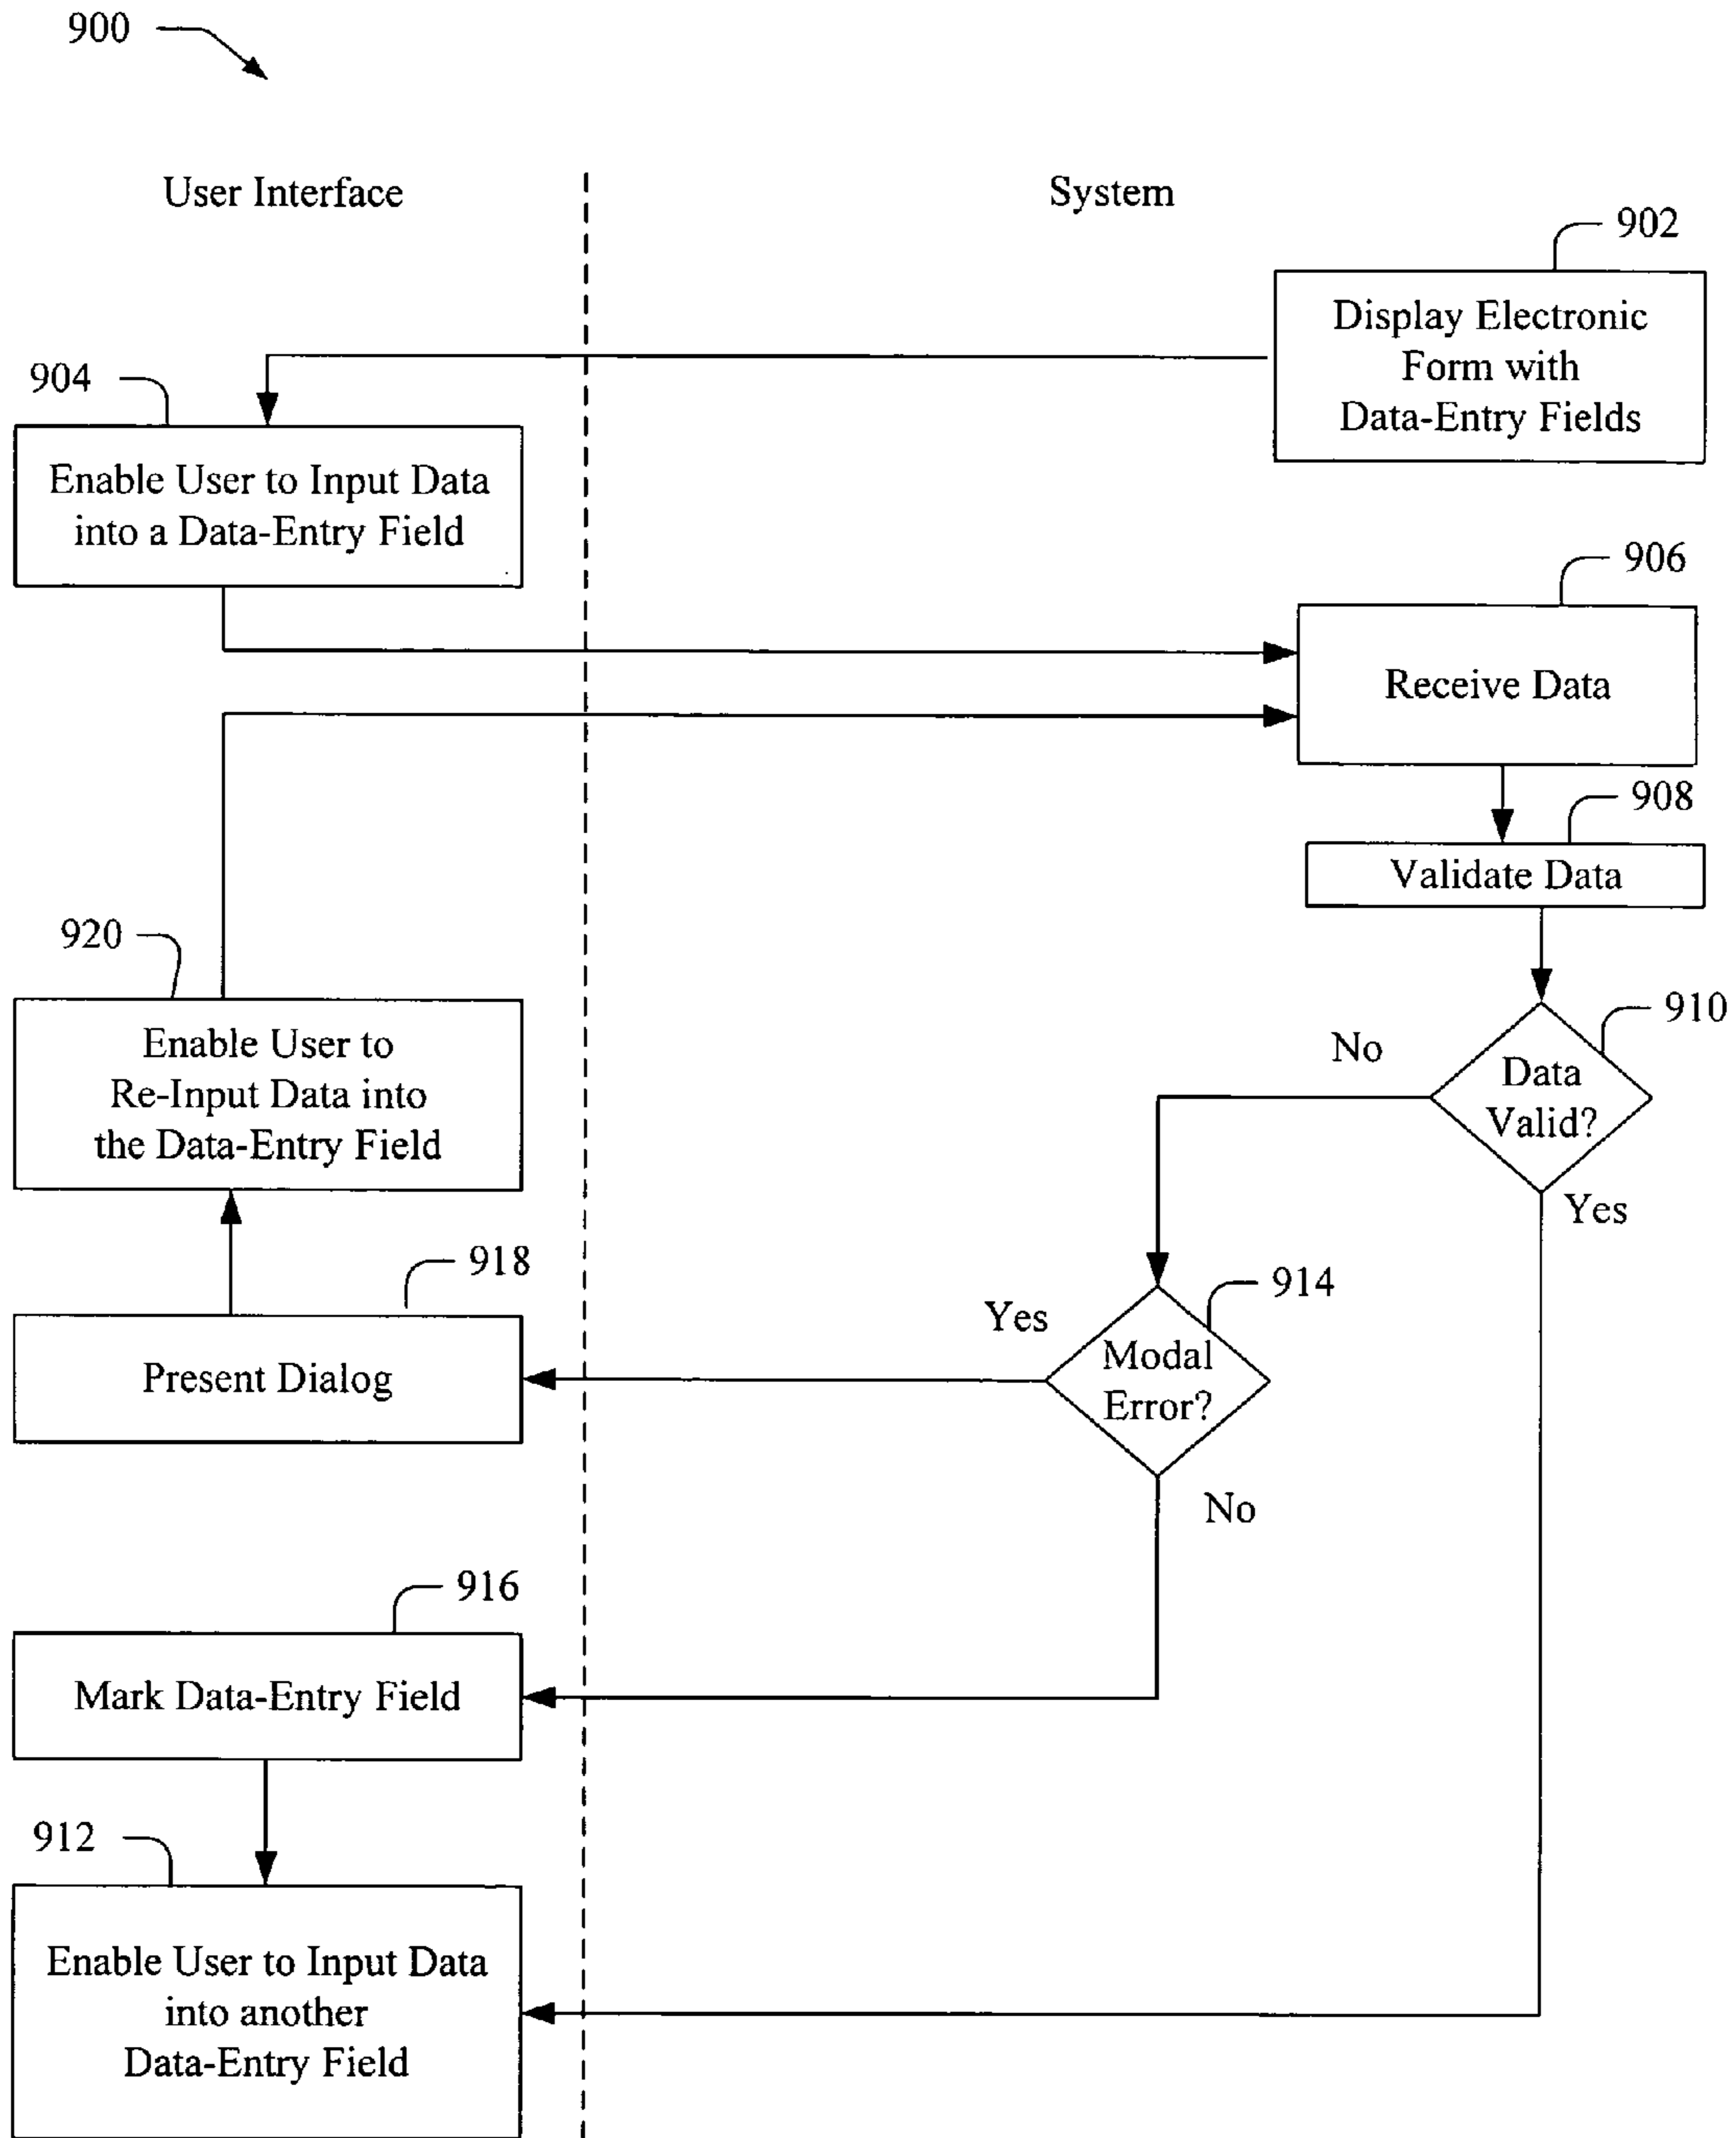 900
User Interface
System
902
Display Electronic
Form with
Data-Entry Fields
904
Enable User to Input Data
into a Data-Entry Field
906
Receive Data
908
Validate Data
920
Enable User to
Re-Input Data into
the Data-Entry Field
910
No
Data
Valid?
Yes
918
Present Dialog
914
Yes
Modal
Error?
No
916
Mark Data-Entry Field
912
Enable User to Input Data
into another
Data-Entry Field